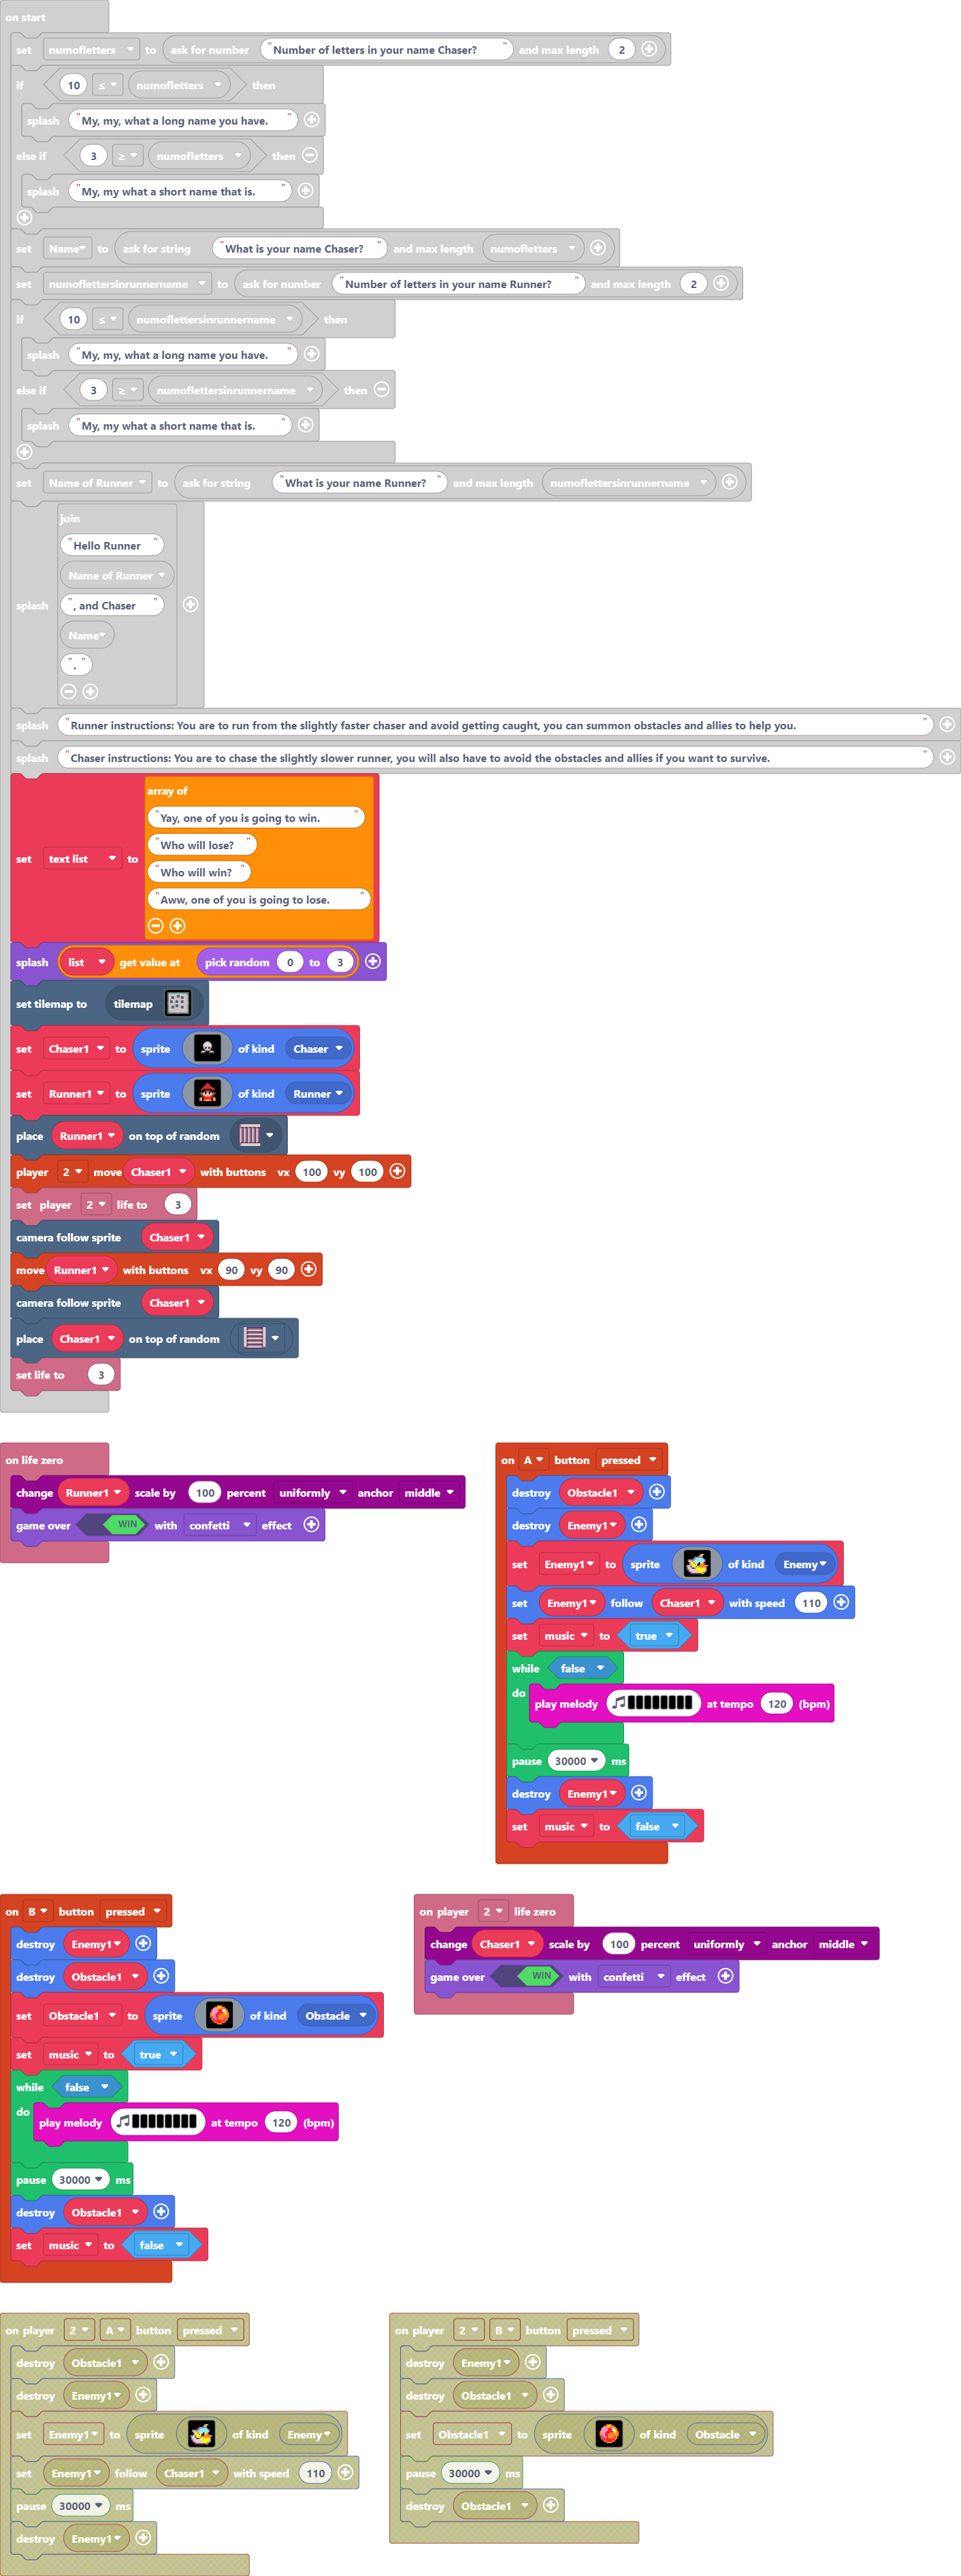 on start
set numofletters to ask for number "Number of letters in your name Chaser?" and max length 2
if 10 ≤ numofletters then
splash "My, my, what a long name you have."
else if 3 ≥ numofletters then
splash "My, my what a short name that is."
set Name to ask for string "What is your name Chaser?" and max length numofletters
set numoflettersinrunnername to ask for number "Number of letters in your name Runner?" and max length 2
if 10 ≤ numoflettersinrunnername then
splash "My, my, what a long name you have."
else if 3 ≥ numoflettersinrunnername then
splash "My, my what a short name that is."
set Name of Runner to ask for string "What is your name Runner?" and max length numoflettersinrunnername
join
"Hello Runner "
Name of Runner
splash ", and Chaser "
Name
"."
splash "Runner instructions: You are to run from the slightly faster chaser and avoid getting caught, you can summon obstacles and allies to help you. "
splash "Chaser instructions: You are to chase the slightly slower runner, you will also have to avoid the obstacles and allies if you want to survive. "
array of
"Yay, one of you is going to win. "
"Who will lose? "
set text list to
"Who will win? "
"Aww, one of you is going to lose. "
splash list get value at pick random 0 to 3
set tilemap to tilemap
set Chaser1 to sprite of kind Chaser
set Runner1 to sprite of kind Runner
place Runner1 on top of random
player 2 move Chaser1 with buttons vx 100 vy 100
set player 2 life to 3
camera follow sprite Chaser1
move Runner1 with buttons vx 90 vy 90
camera follow sprite Chaser1
place Chaser1 on top of random
set life to 3
on life zero
change Runner1 scale by 100 percent uniformly anchor middle
game over WIN with confetti effect
on A button pressed
destroy Obstacle1
destroy Enemy1
set Enemy1 to sprite of kind Enemy
set Enemy1 follow Chaser1 with speed 110
set music to true
while false
do
play melody at tempo 120 (bpm)
pause 30000 ms
destroy Enemy1
set music to false
on B button pressed
destroy Enemy1
destroy Obstacle1
set Obstacle1 to sprite of kind Obstacle
set music to true
while false
do
play melody at tempo 120 (bpm)
pause 30000 ms
destroy Obstacle1
set music to false
on player 2 life zero
change Chaser1 scale by 100 percent uniformly anchor middle
game over WIN with confetti effect
on player 2 A button pressed
destroy Obstacle1
destroy Enemy1
set Enemy1 to sprite of kind Enemy
set Enemy1 follow Chaser1 with speed 110
pause 30000 ms
destroy Enemy1
on player 2 B button pressed
destroy Enemy1
destroy Obstacle1
set Obstacle1 to sprite of kind Obstacle
pause 30000 ms
destroy Obstacle1